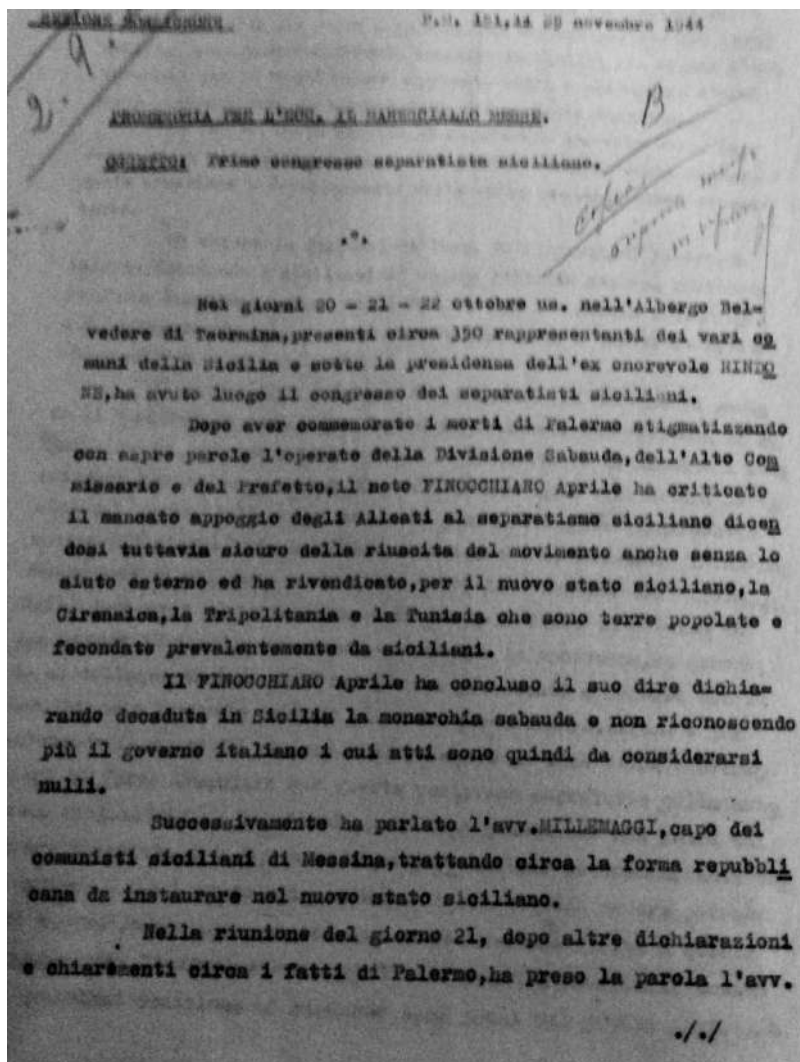 SEZIONE P.M. 151, li 25 novembre 1944
2. 9.
B
PROMEMORIA PER L'ECC. IL MARESCIALLO MESSE.
OGGETTO: Primo congresso separatista siciliano.
.°.
Nei giorni 20 - 21 - 22 ottobre us. nell'Albergo Bel=
vedere di Taormina,presenti circa 350 rappresentanti dei vari co
muni della Sicilia e sotto la presidenza dell'ex onorevole RINDO
NE,ha avuto luogo il congresso dei separatisti siciliani.
Dopo aver commemorato i morti di Palermo stigmatizzando
con aspre parole l'operato della Divisione Sabauda,dell'Alto Com
missario e del Prefetto,il noto FINOCCHIARO Aprile ha criticato
il mancato appoggio degli Alleati al separatismo siciliano dicen
dosi tuttavia sicuro della riuscita del movimento anche senza lo
aiuto esterno ed ha rivendicato,per il nuovo stato siciliano,la
Cirenaica,la Tripolitania e la Tunisia che sono terre popolate e
fecondate prevalentemente da siciliani.
Il FINOCCHIARO Aprile ha concluso il suo dire dichia=
rando decaduta in Sicilia la monarchia sabauda e non riconoscendo
più il governo italiano i cui atti sono quindi da considerarsi
nulli.
Successivamente ha parlato l'avv.MILLEMAGGI,capo dei
comunisti siciliani di Messina,trattando circa la forma repubbli
cana da instaurare nel nuovo stato siciliano.
Nella riunione del giorno 21, dopo altre dichiarazioni
e chiarimenti circa i fatti di Palermo,ha preso la parola l'avv.
./.